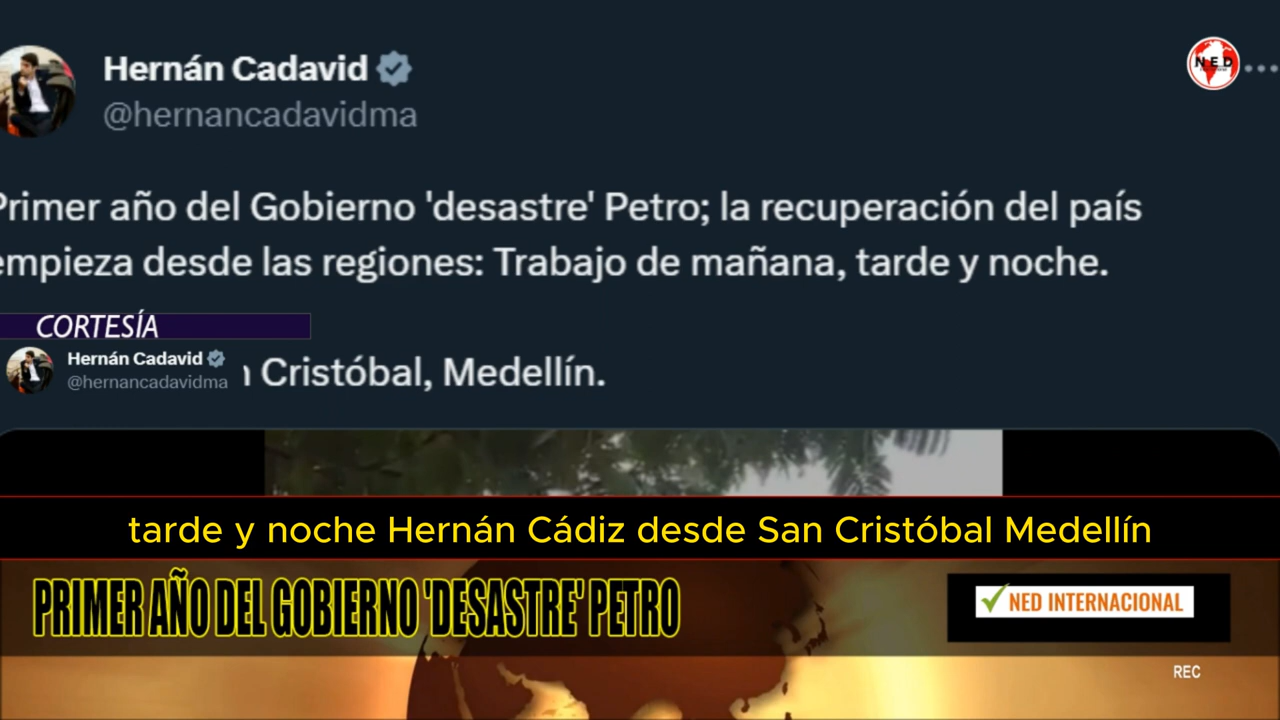 Hernán Cadavid
@hernancadavidma
NED
Primer año del Gobierno 'desastre' Petro; la recuperación del país
empieza desde las regiones: Trabajo de mañana, tarde y noche.
CORTESÍA
Hernán Cadavid
@hernancadavidma
Cristóbal, Medellín.
tarde y noche Hernán Cádiz desde San Cristóbal Medellín
PRIMER AÑO DEL GOBIERNO 'DESASTRE' PETRO
NED INTERNACIONAL
REC